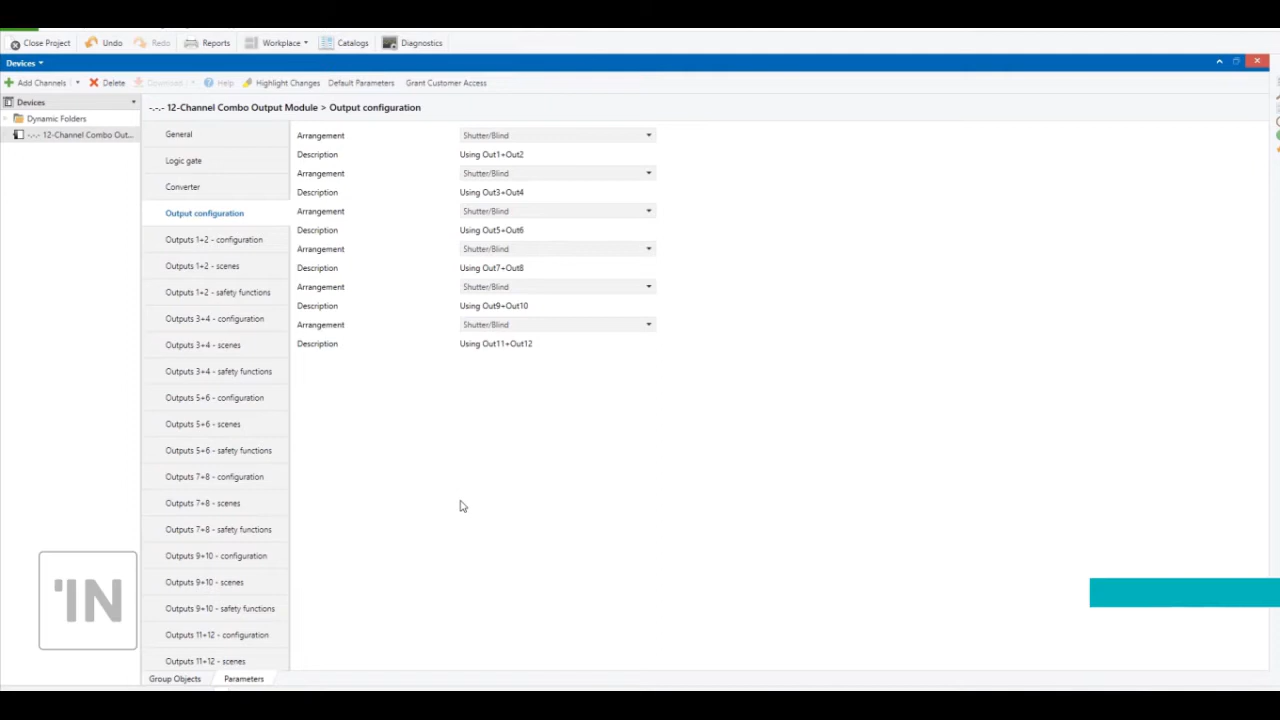 Close Project Undo Redo Reports Workplace Catalogs Diagnostics
Devices
Add Channels Delete Download Help Highlight Changes Default Parameters Grant Customer Access
Devices
Dynamic Folders
-.-.- 12-Channel Combo Out...
-.-.- 12-Channel Combo Output Module > Output configuration
General
Logic gate
Converter
Output configuration
Outputs 1+2 - configuration
Outputs 1+2 - scenes
Outputs 1+2 - safety functions
Outputs 3+4 - configuration
Outputs 3+4 - scenes
Outputs 3+4 - safety functions
Outputs 5+6 - configuration
Outputs 5+6 - scenes
Outputs 5+6 - safety functions
Outputs 7+8 - configuration
Outputs 7+8 - scenes
Outputs 7+8 - safety functions
Outputs 9+10 - configuration
Outputs 9+10 - scenes
Outputs 9+10 - safety functions
Outputs 11+12 - configuration
Outputs 11+12 - scenes
Arrangement Shutter/Blind
Description Using Out1+Out2
Arrangement Shutter/Blind
Description Using Out3+Out4
Arrangement Shutter/Blind
Description Using Out5+Out6
Arrangement Shutter/Blind
Description Using Out7+Out8
Arrangement Shutter/Blind
Description Using Out9+Out10
Arrangement Shutter/Blind
Description Using Out11+Out12
'IN
Group Objects Parameters